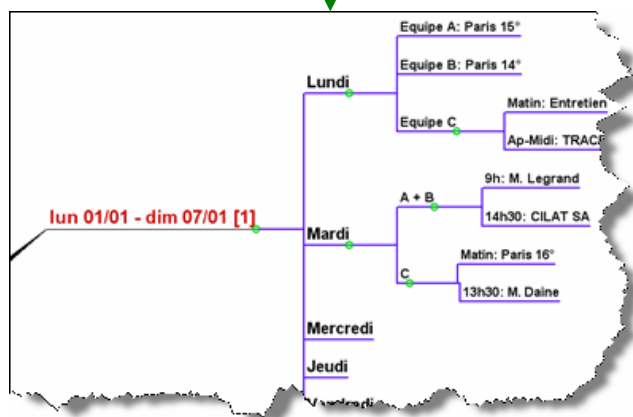 Equipe A: Paris 15°
Equipe B: Paris 14°
Lundi
Equipe C
Matin: Entretien
Ap-Midi:
lun 01/01 - dim 07/01 [1]
9h: M. Legrand
A + B
14h30: CILAT SA
Mardi
Matin: Paris 16°
C
13h30: M. Daine
Mercredi
Jeudi
Vendredi